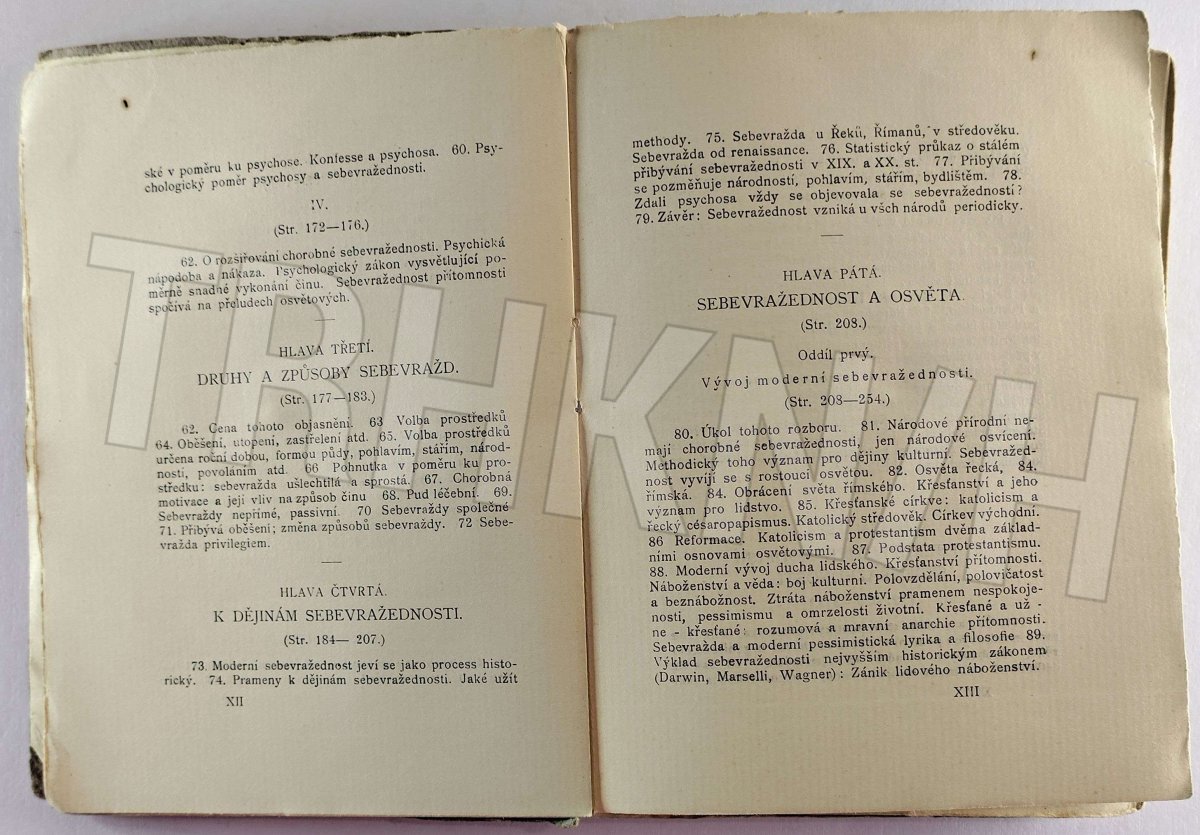 ské v poměru ku psychose. Konfesse a psychosa. 60. Psy-
chologický poměr psychosy a sebevražednosti.
IV.
(Str. 172—176.)
62. O rozšiřování chorobné sebevražednosti. Psychická
nápodoba a nákaza. Psychologický zákon vysvětlující po-
měrně snadné vykonání činu. Sebevražednost přítomnosti
spočívá na přeludech osvětových.
HLAVA TŘETÍ.
DRUHY A ZPŮSOBY SEBEVRAŽD.
(Str. 177—183.)
62. Cena tohoto objasnění. 63 Volba prostředků
64. Oběšení, utopení, zastřelení atd. 65. Volba prostředků
určena roční dobou, formou půdy, pohlavím, stářím, národ-
ností, povoláním atd. 66 Pohnutka v poměru ku pro-
středku: sebevražda ušlechtilá a sprostá. 67. Chorobná
motivace a její vliv na způsob činu 68. Pud léčební. 69.
Sebevraždy nepřímé, passivní. 70 Sebevraždy společné
71. Přibývá oběšení; změna způsobů sebevraždy. 72 Sebe-
vražda privilegiem.
HLAVA ČTVRTÁ.
K DĚJINÁM SEBEVRAŽEDNOSTI.
(Str. 184— 207.)
73. Moderní sebevražednost jeví se jako process histo-
rický. 74. Prameny k dějinám sebevražednosti. Jaké užít
XII
methody. 75. Sebevražda u Řeků, Římanů, v středověku.
Sebevražda od renaissance. 76. Statistický průkaz o stálém
přibývání sebevražednosti v XIX. a XX. st. 77. Přibývání
se pozměňuje národností, pohlavím, stářím, bydlištěm. 78.
Zdali psychosa vždy se objevovala se sebevražedností?
79. Závěr: Sebevražednost vzniká u všch národů periodicky.
HLAVA PÁTÁ.
SEBEVRAŽEDNOST A OSVĚTA.
(Str. 208.)
Oddíl prvý.
Vývoj moderní sebevražednosti.
(Str. 208—254.)
80. Úkol tohoto rozboru. 81. Národové přírodní ne-
mají chorobné sebevražednosti, jen národové osvícení.
Methodický toho význam pro dějiny kulturní. Sebevražed-
nost vyvíjí se s rostoucí osvětou. 82. Osvěta řecká, 84.
římská. 84. Obrácení světa římského. Křesťanství a jeho
význam pro lidstvo. 85. Křesťanské církve: katolicism a
řecký césaropapismus. Katolický středověk. Církev východní.
86 Reformace. Katolicism a protestantism dvěma základ-
ními osnovami osvětovými. 87. Podstata protestantismu.
88. Moderní vývoj ducha lidského. Křesťanství přítomnosti.
Náboženství a věda: boj kulturní. Polovzdělání, polovičatost
a beznábožnost. Ztráta náboženství pramenem nespokoje-
nosti, pessimismu a omrzelosti životní. Křesťané a už -
ne - křesťané: rozumová a mravní anarchie přítomnosti.
Sebevražda a moderní pessimistická lyrika a filosofie 89.
Výklad sebevražednosti nejvyšším historickým zákonem
(Darwin, Marselli, Wagner): Zánik lidového náboženství.
XIII
TRHKNIH